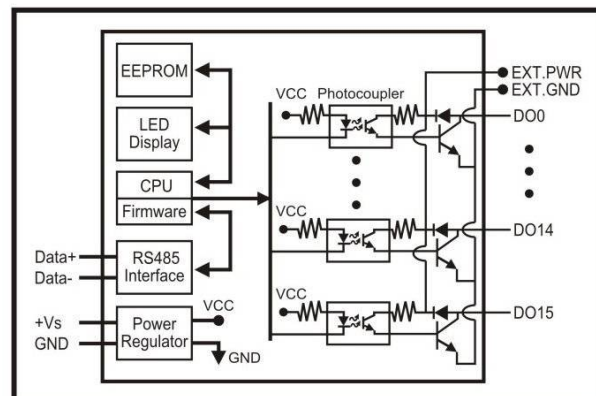 EEPROM
LED
Display
CPU
Firmware
RS485
Interface
Data+
Data-
+Vs
GND
Power
Regulator
VCC
GND
VCC
Photocoupler
EXT.PWR
EXT.GND
DO0
VCC
DO14
VCC
DO15